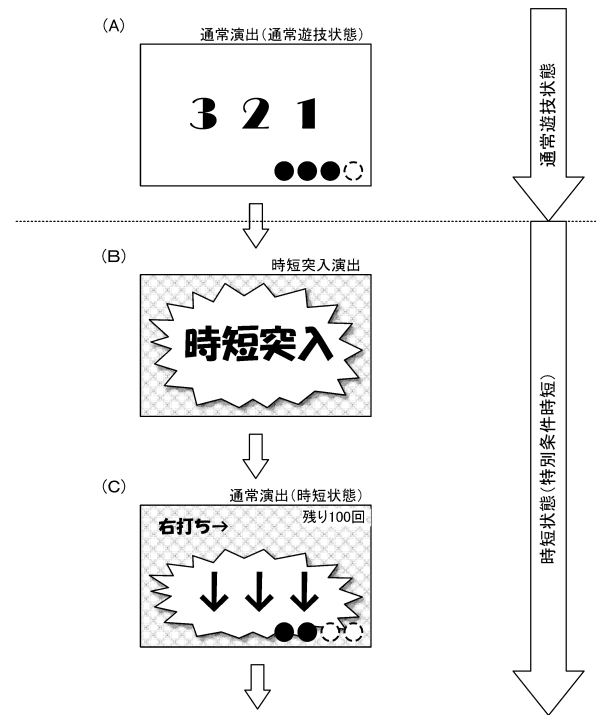 (A)
通常演出(通常遊技状態)
3 2 1
通常遊技状態
(B)
時短突入演出
時短突入
(C)
通常演出(時短状態)
残り100回
右打ち→
↓ ↓ ↓
時短状態(特別条件時短)